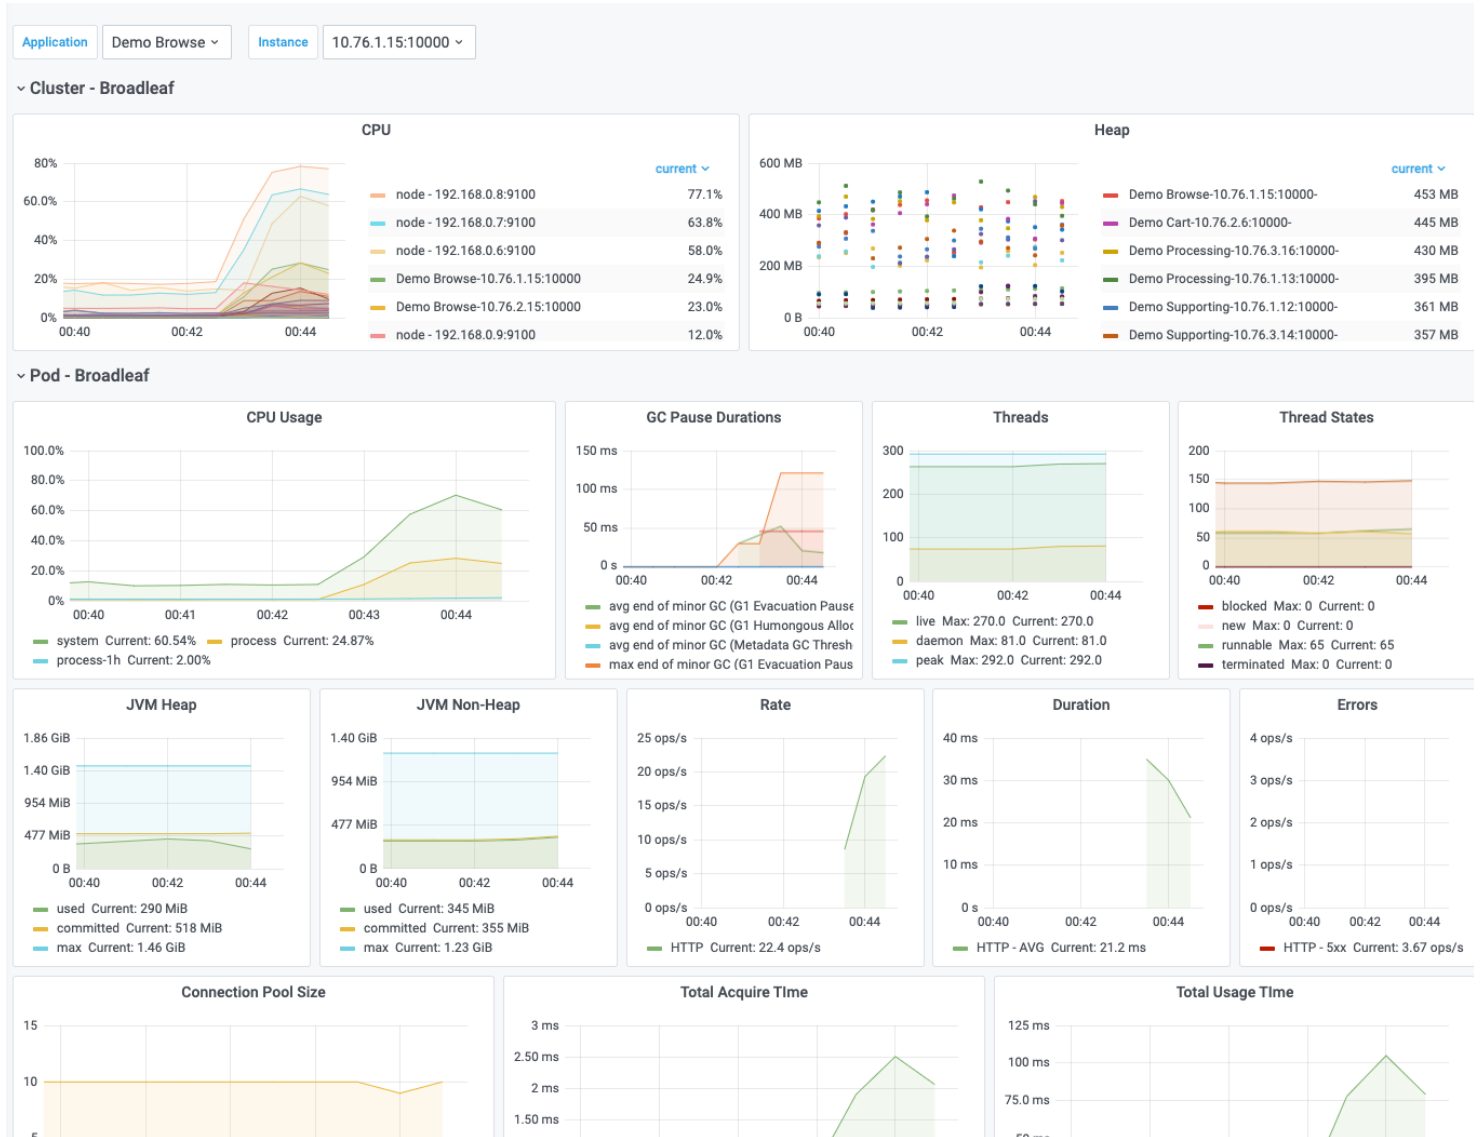 Application Demo Browse Instance 10.76.1.15:10000
Cluster - Broadleaf
CPU
current
80%
60.0%
40%
20%
0%
00:40 00:42 00:44
node - 192.168.0.8:9100 77.1%
node - 192.168.0.7:9100 63.8%
node - 192.168.0.6:9100 58.0%
Demo Browse-10.76.1.15:10000 24.9%
Demo Browse-10.76.2.15:10000 23.0%
node - 192.168.0.9:9100 12.0%
Heap
current
600 MB
400 MB
200 MB
0 B
00:40 00:42 00:44
Demo Browse-10.76.1.15:10000- 453 MB
Demo Cart-10.76.2.6:10000- 445 MB
Demo Processing-10.76.3.16:10000- 430 MB
Demo Processing-10.76.1.13:10000- 395 MB
Demo Supporting-10.76.1.12:10000- 361 MB
Demo Supporting-10.76.3.14:10000- 357 MB
Pod - Broadleaf
CPU Usage
100.0%
80.0%
60.0%
40.0%
20.0%
0%
00:40 00:41 00:42 00:43 00:44
system Current: 60.54% process Current: 24.87%
process-1h Current: 2.00%
GC Pause Durations
150 ms
100 ms
50 ms
0 s
00:40 00:42 00:44
avg end of minor GC (G1 Evacuation Pause
avg end of minor GC (G1 Humongous Alloc
avg end of minor GC (Metadata GC Thresh
max end of minor GC (G1 Evacuation Paus
Threads
300
200
100
0
00:40 00:42 00:44
live Max: 270.0 Current: 270.0
daemon Max: 81.0 Current: 81.0
peak Max: 292.0 Current: 292.0
Thread States
200
150
100
50
0
00:40 00:42 00:44
blocked Max: 0 Current: 0
new Max: 0 Current: 0
runnable Max: 65 Current: 65
terminated Max: 0 Current: 0
JVM Heap
1.86 GiB
1.40 GiB
954 MiB
477 MiB
0 B
00:40 00:42 00:44
used Current: 290 MiB
committed Current: 518 MiB
max Current: 1.46 GiB
JVM Non-Heap
1.40 GiB
954 MiB
477 MiB
0 B
00:40 00:42 00:44
used Current: 345 MiB
committed Current: 355 MiB
max Current: 1.23 GiB
Rate
25 ops/s
20 ops/s
15 ops/s
10 ops/s
5 ops/s
0 ops/s
00:40 00:42 00:44
HTTP Current: 22.4 ops/s
Duration
40 ms
30 ms
20 ms
10 ms
0 s
00:40 00:42 00:44
HTTP - AVG Current: 21.2 ms
Errors
4 ops/s
3 ops/s
2 ops/s
1 ops/s
0 ops/s
00:40 00:42 00:44
HTTP - 5xx Current: 3.67 ops/s
Connection Pool Size
15
10
Total Acquire TIme
3 ms
2.50 ms
2 ms
1.50 ms
Total Usage TIme
125 ms
100 ms
75.0 ms